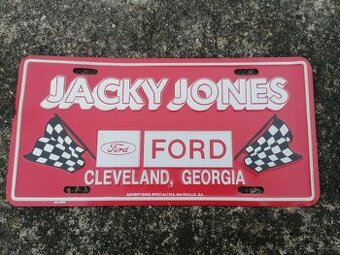 JACKY JONES
Ford FORD
CLEVELAND, GEORGIA
ADVERTISING SPECIALTIES, MAYSVILLE, GA.